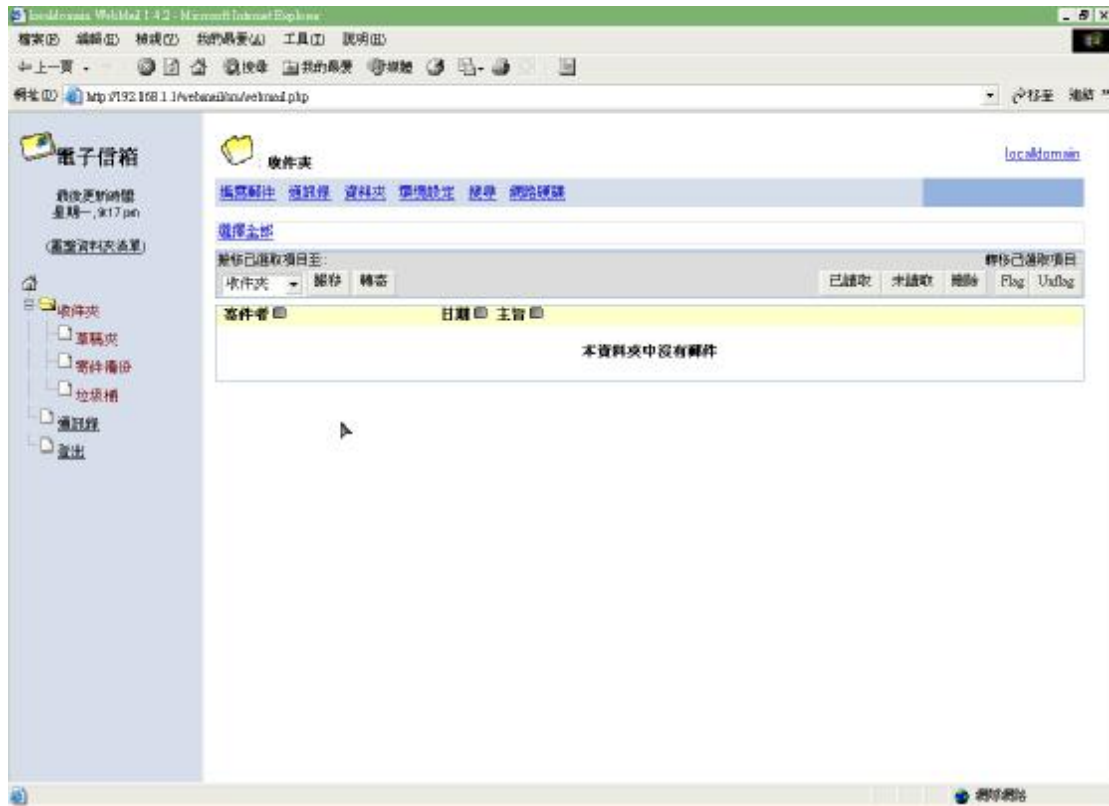 localdomain WebMail 1.4.2 - Microsoft Internet Explorer
檔案(F) 編輯(E) 檢視(V) 我的最愛(A) 工具(T) 說明(H)
上一頁 搜尋 我的最愛 媒體
網址(D) 移至 連結
電子信箱
最後更新時間
星期一, 9:17 pm
(重整資料夾清單)
收件夾
草稿夾
寄件備份
垃圾桶
通訊錄
登出
收件夾 localdomain
編寫郵件 通訊錄 資料夾 環境設定 搜尋 網路硬碟
選擇全部
搬移已選取項目至: 轉移已選取項目
收件夾 搬移 轉寄 已讀取 未讀取 刪除 Flag Unflag
寄件者 日期 主旨
本資料夾中沒有郵件
網際網路